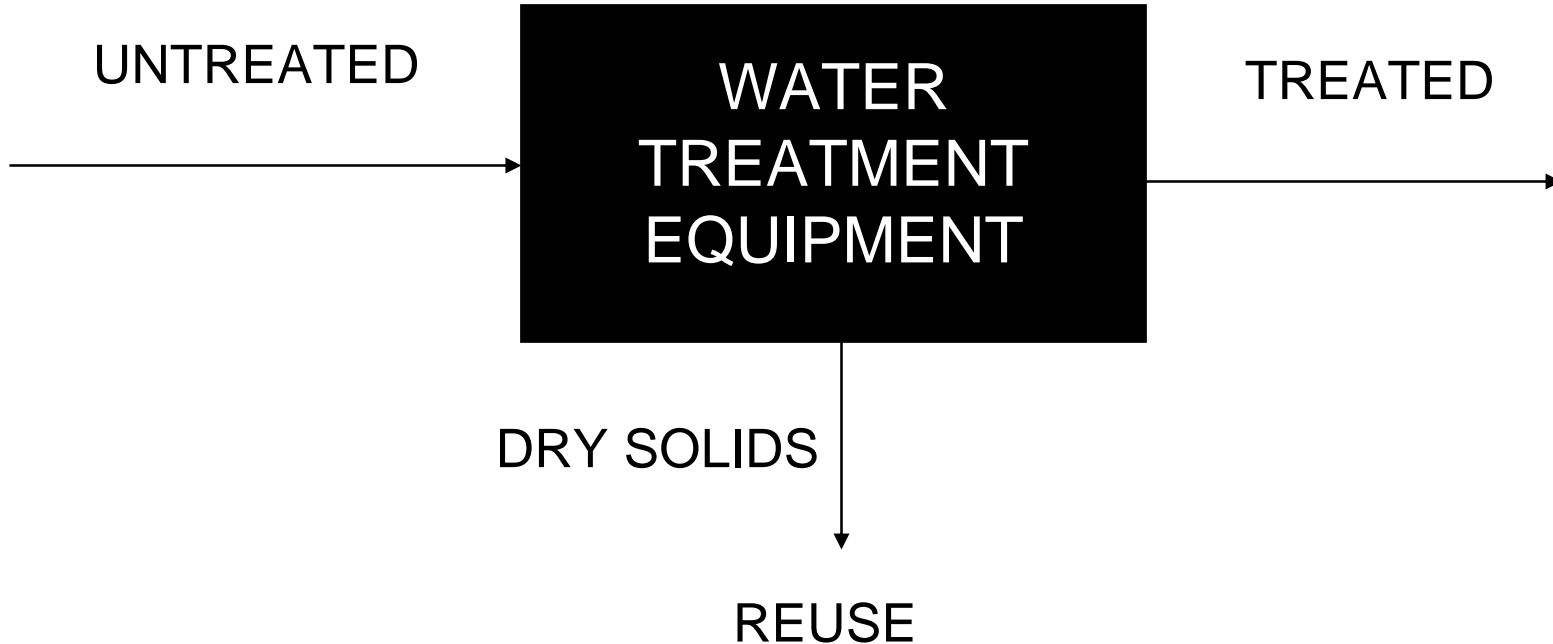 UNTREATED
WATER
TREATMENT
EQUIPMENT
TREATED
DRY SOLIDS
REUSE